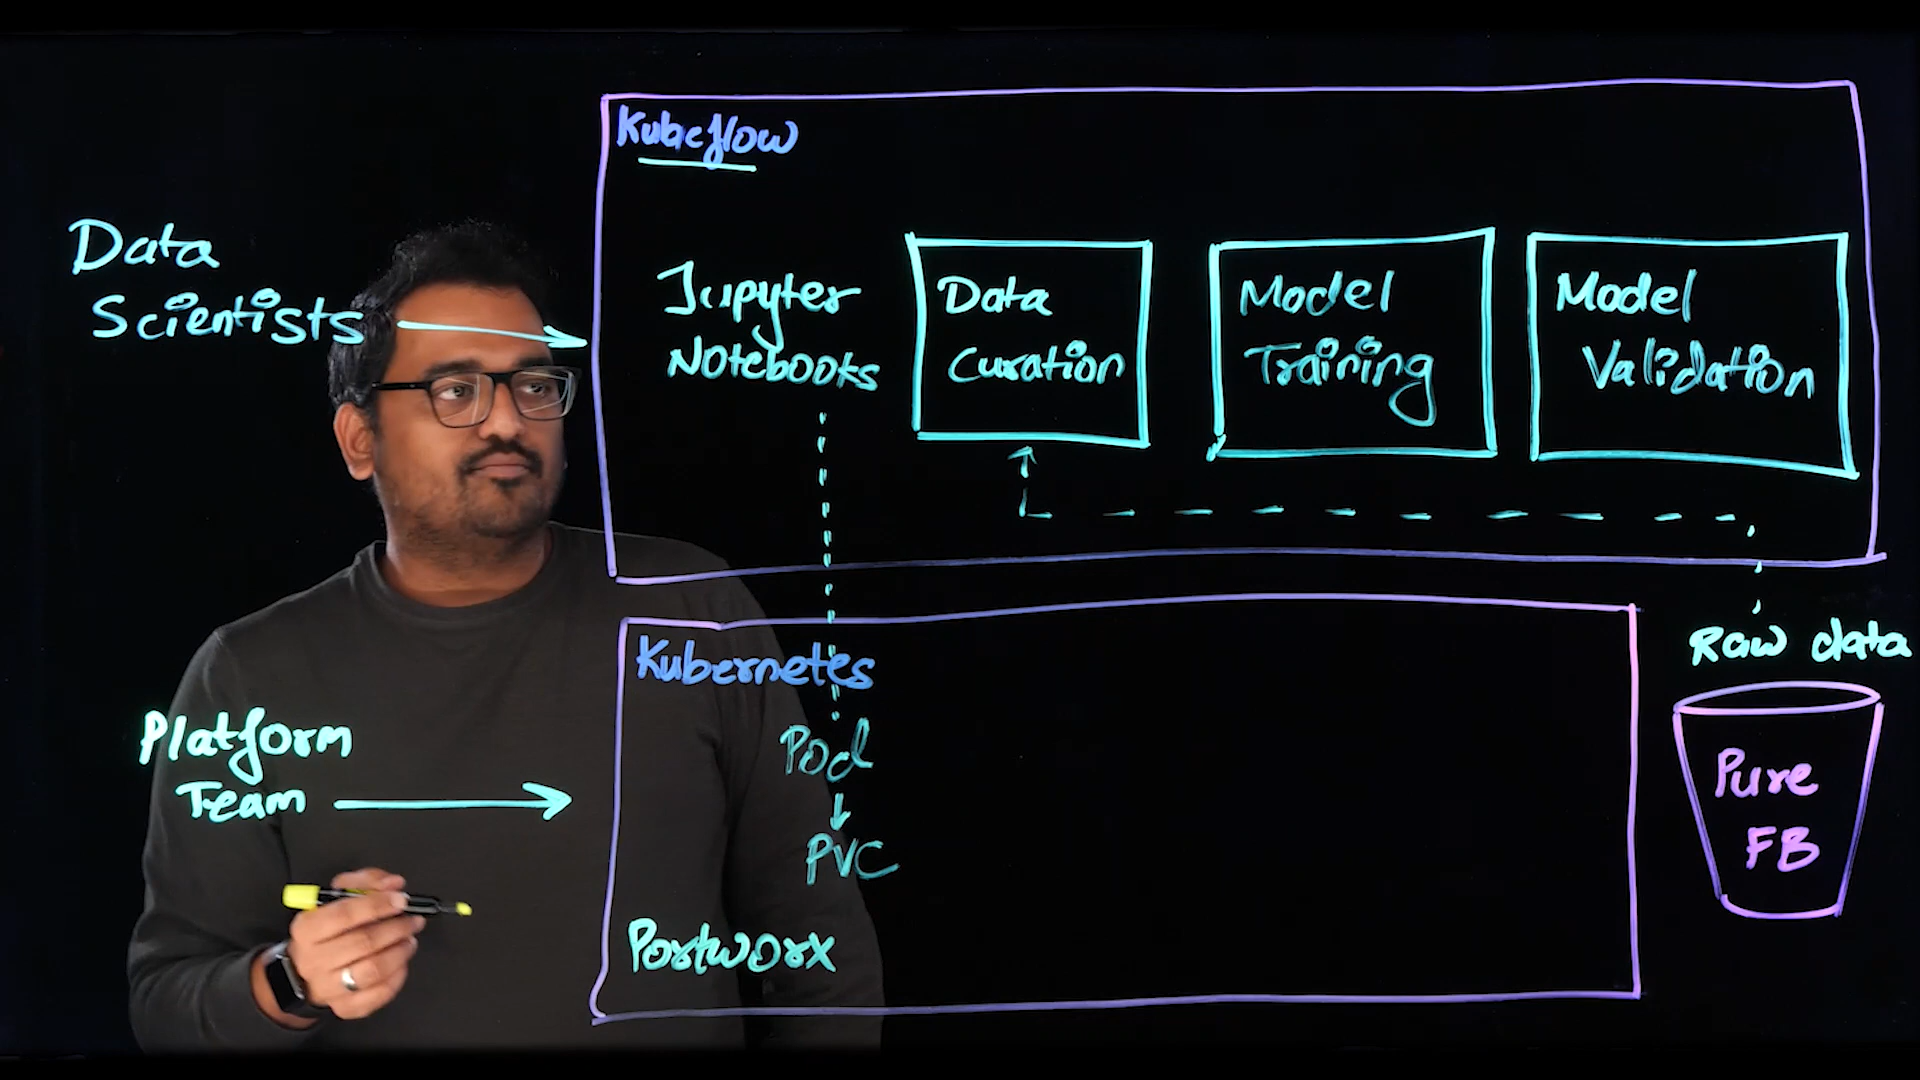 Kubeflow
Data
Scientists
Jupyter
Notebooks
Data
Curation
Model
Training
Model
Validation
Kubernetes
Raw data
Platform
Team
Pod
PVC
Pure
FB
Portworx